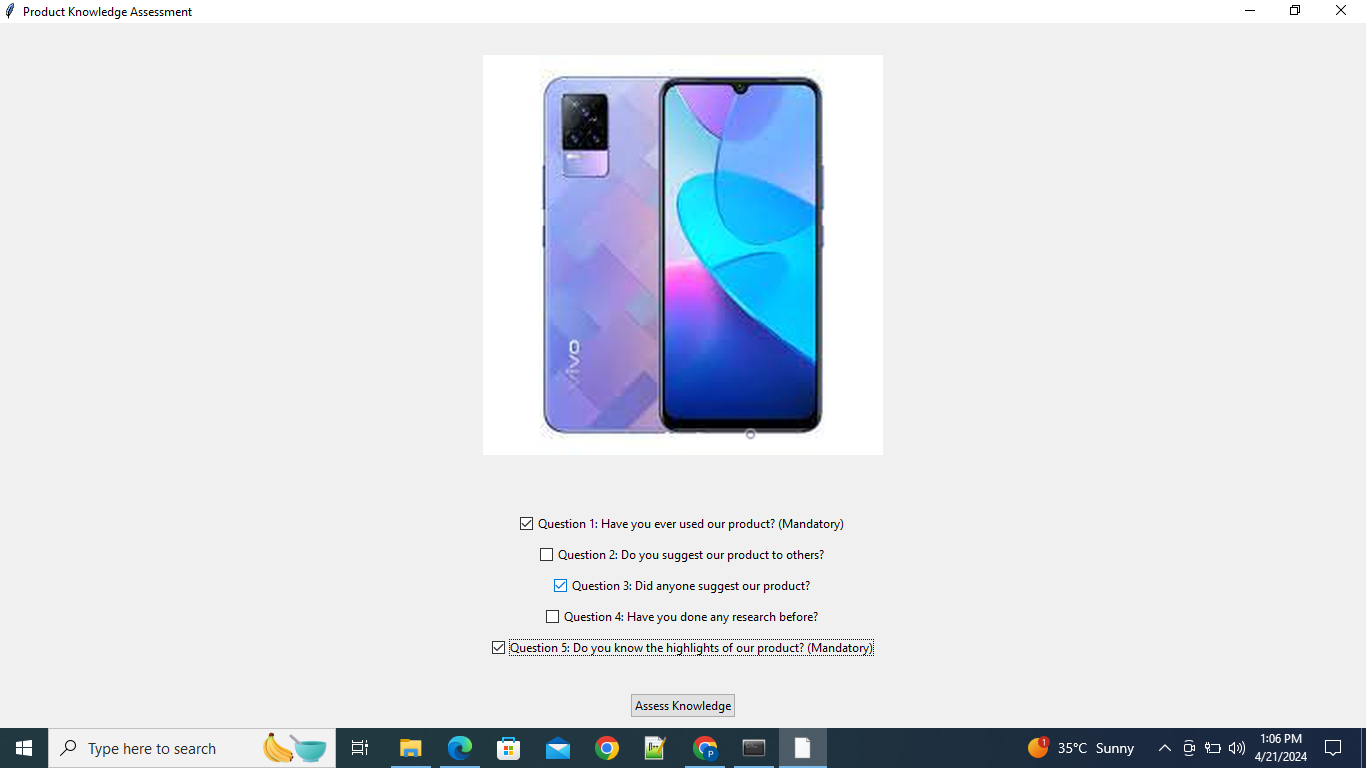 Product Knowledge Assessment
vivo
Question 1: Have you ever used our product? (Mandatory)
Question 2: Do you suggest our product to others?
Question 3: Did anyone suggest our product?
Question 4: Have you done any research before?
Question 5: Do you know the highlights of our product? (Mandatory)
Assess Knowledge
Type here to search
P
1
35°C Sunny
1:06 PM
4/21/2024